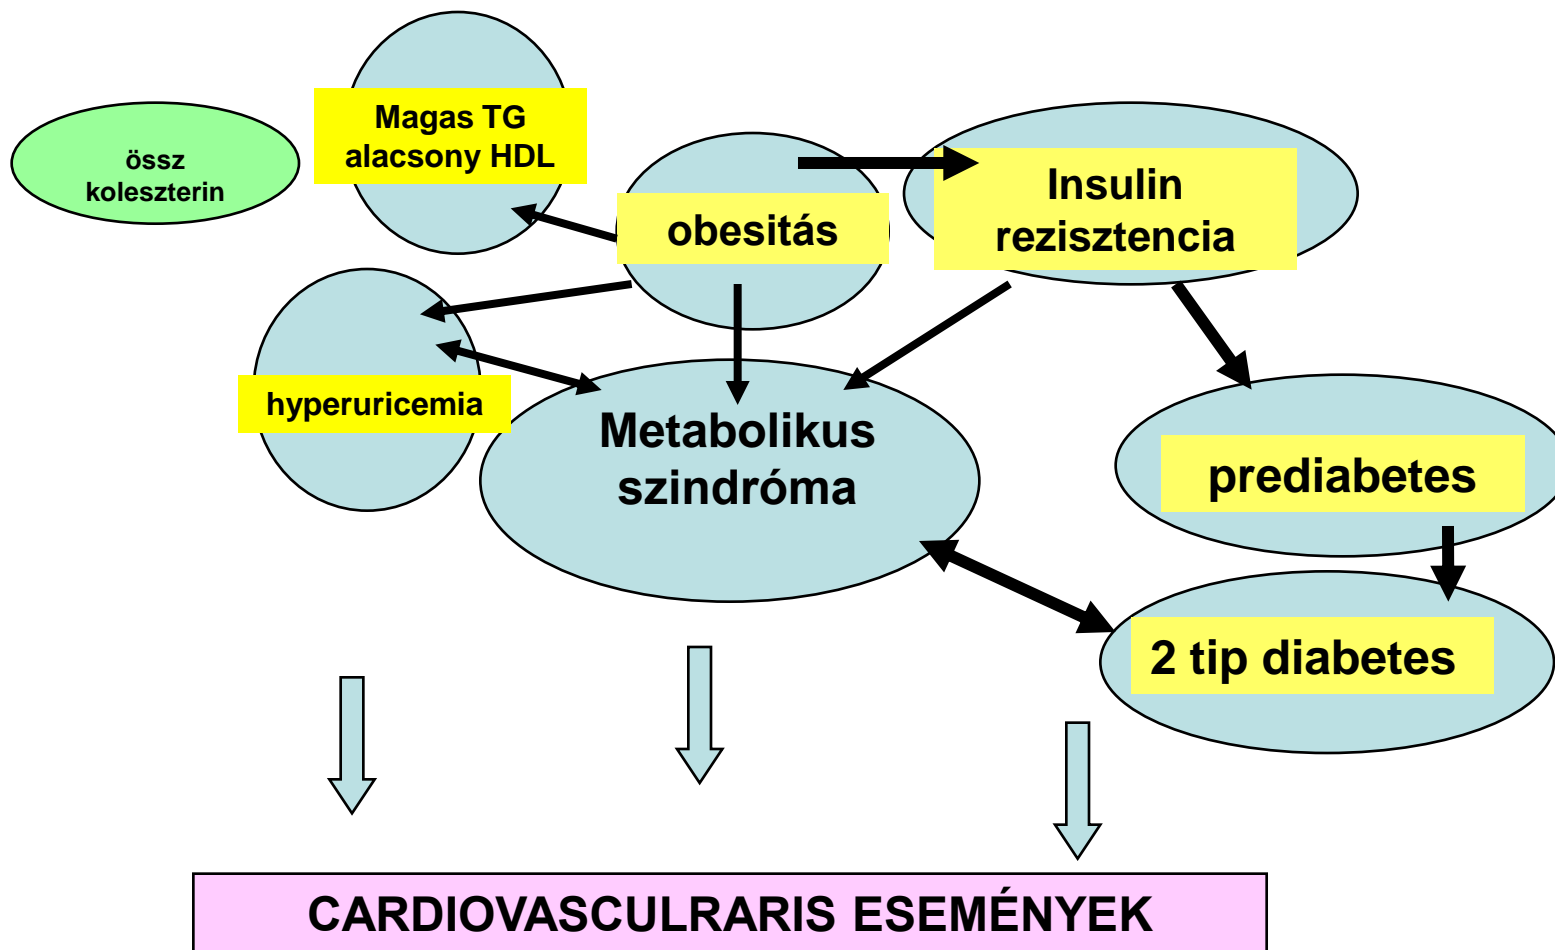 Magas TG
alacsony HDL
össz
koleszterin
obesitás
Insulin
rezisztencia
hyperuricemia
Metabolikus
szindróma
prediabetes
2 tip diabetes
CARDIOVASCULRARIS ESEMÉNYEK